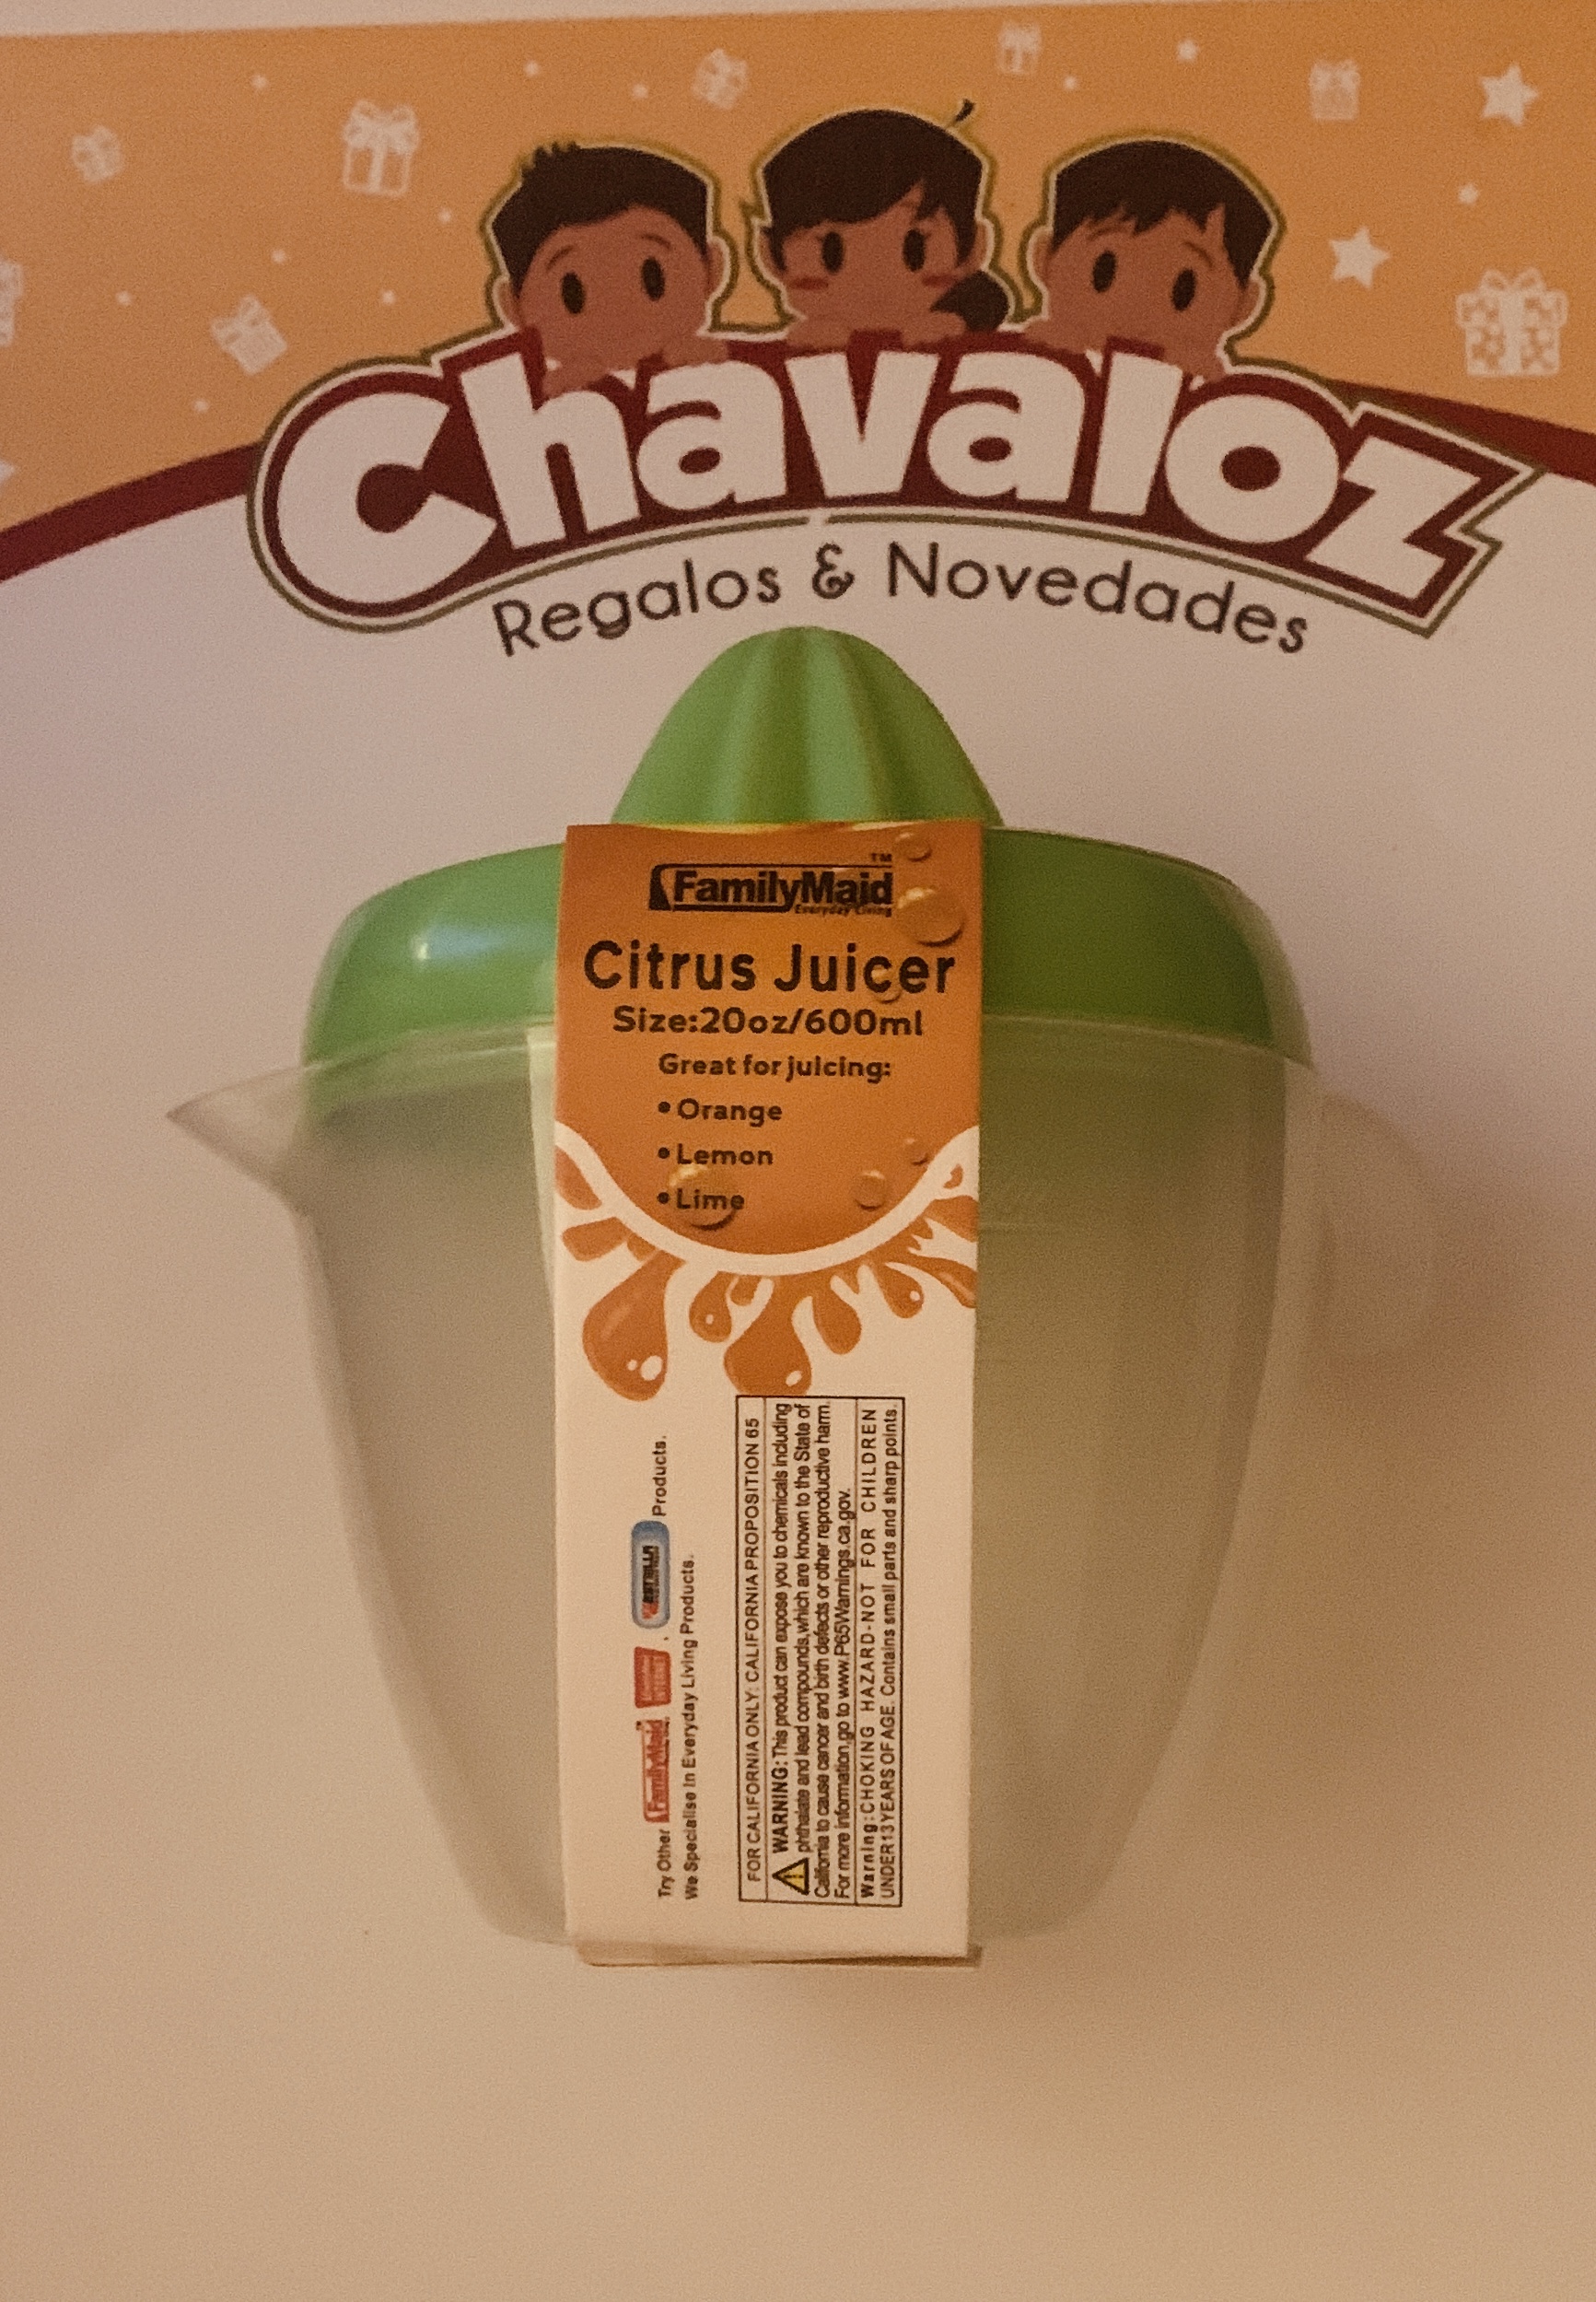 Chavaloz
Regalos & Novedades
FamilyMaid™
Everyday Living
Citrus Juicer
Size:20oz/600ml
Great for juicing:
• Orange
• Lemon
• Lime
Try Other FamilyMaid, , Products.
We Specialise In Everyday Living Products.
FOR CALIFORNIA ONLY: CALIFORNIA PROPOSITION 65
WARNING: This product can expose you to chemicals including
phthalate and lead compounds,which are known to the State of
California to cause cancer and birth defects or other reproductive harm.
For more information,go to www.P65Warnings.ca.gov.
Warning:CHOKING HAZARD-NOT FOR CHILDREN
UNDER13YEARS OF AGE. Contains small parts and sharp points.